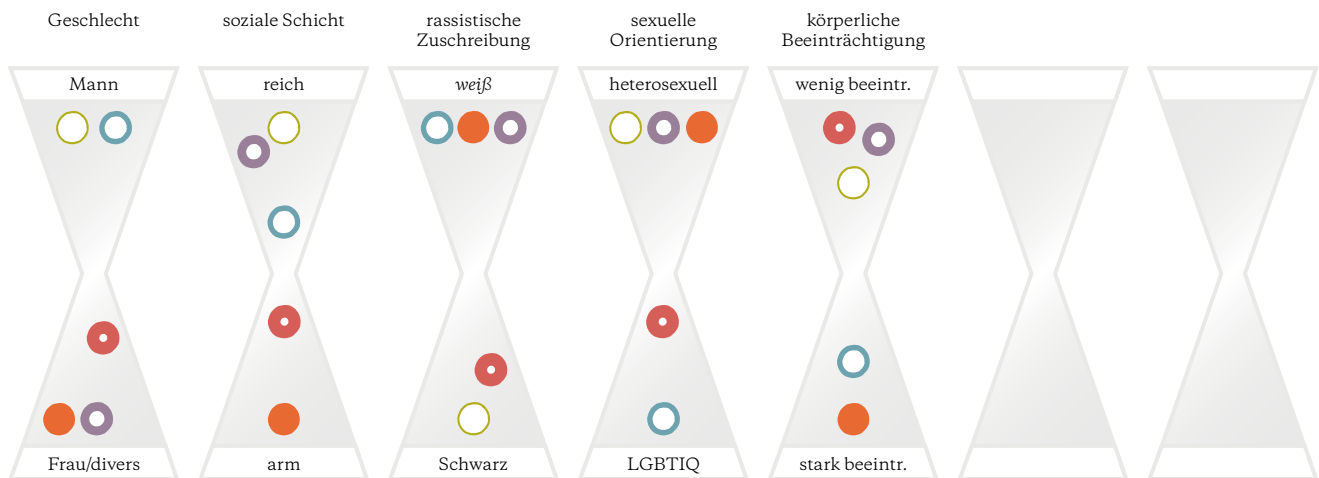 Geschlecht
soziale Schicht
rassistische
Zuschreibung
sexuelle
Orientierung
körperliche
Beeinträchtigung
Mann
reich
weiß
heterosexuell
wenig beeintr.
Frau/divers
arm
Schwarz
LGBTIQ
stark beeintr.